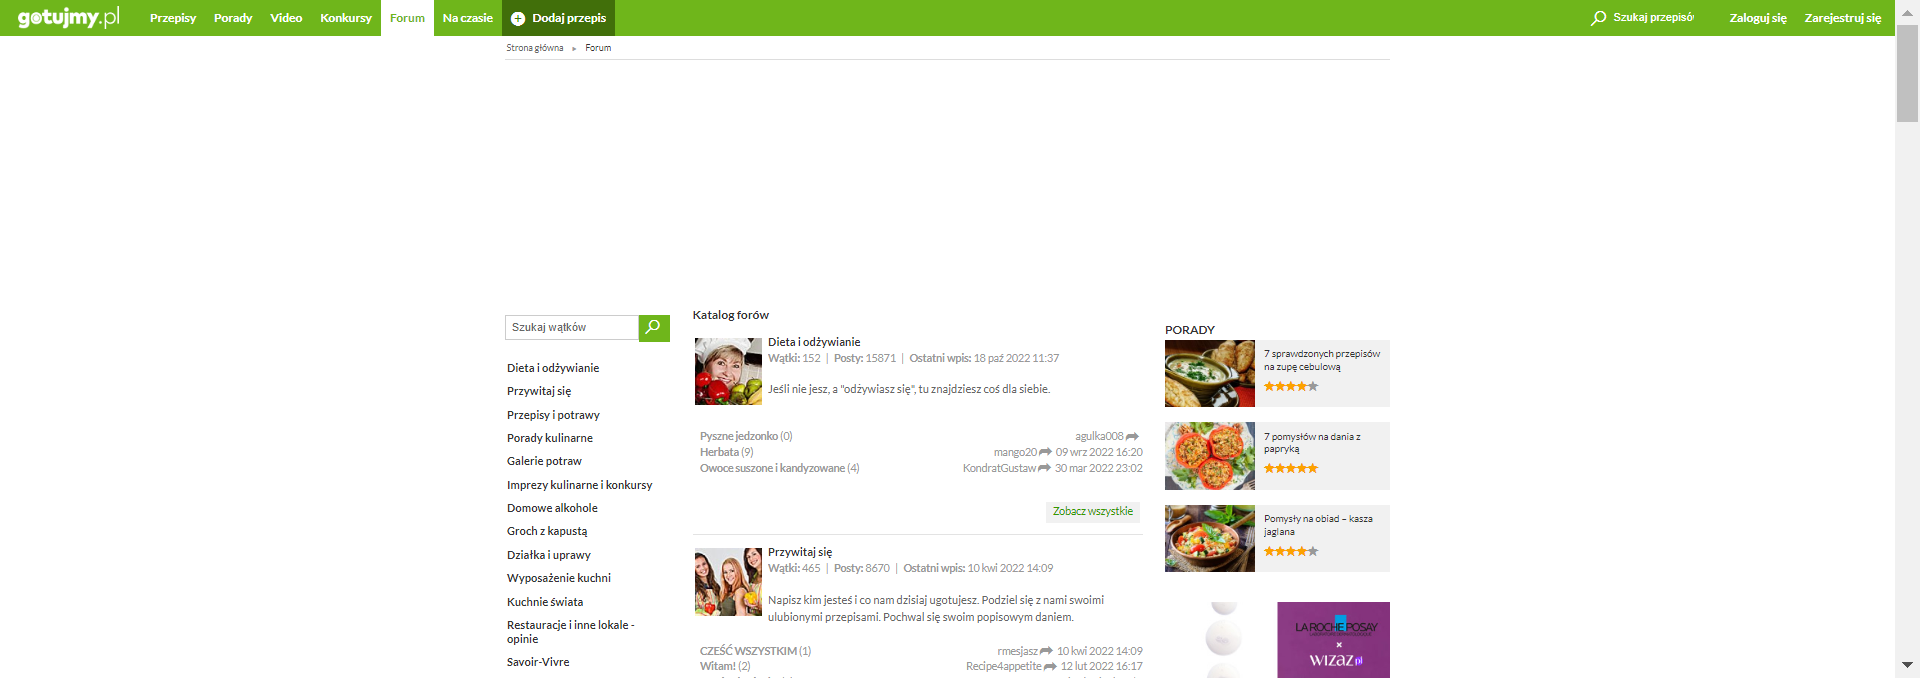 gotujmy.pl Przepisy Porady Video Konkursy Forum Na czasie Dodaj przepis Szukaj przepisó Zaloguj się Zarejestruj się
Strona główna » Forum
Szukaj wątków
Dieta i odżywianie
Przywitaj się
Przepisy i potrawy
Porady kulinarne
Galerie potraw
Imprezy kulinarne i konkursy
Domowe alkohole
Groch z kapustą
Działka i uprawy
Wyposażenie kuchni
Kuchnie świata
Restauracje i inne lokale -
opinie
Savoir-Vivre
Katalog forów
Dieta i odżywianie
Wątki: 152 | Posty: 15871 | Ostatni wpis: 18 paź 2022 11:37
Jeśli nie jesz, a "odżywiasz się", tu znajdziesz coś dla siebie.
Pyszne jedzonko (0) agulka008
Herbata (9) mango20 09 wrz 2022 16:20
Owoce suszone i kandyzowane (4) KondratGustaw 30 mar 2022 23:02
Zobacz wszystkie
Przywitaj się
Wątki: 465 | Posty: 8670 | Ostatni wpis: 10 kwi 2022 14:09
Napisz kim jesteś i co nam dzisiaj ugotujesz. Podziel się z nami swoimi
ulubionymi przepisami. Pochwal się swoim popisowym daniem.
CZEŚĆ WSZYSTKIM (1) rmesjasz 10 kwi 2022 14:09
Witam! (2) Recipe4appetite 12 lut 2022 16:17
PORADY
7 sprawdzonych przepisów
na zupę cebulową
7 pomysłów na dania z
papryką
Pomysły na obiad – kasza
jaglana
LA ROCHE POSAY
x
WIZAZ.pl